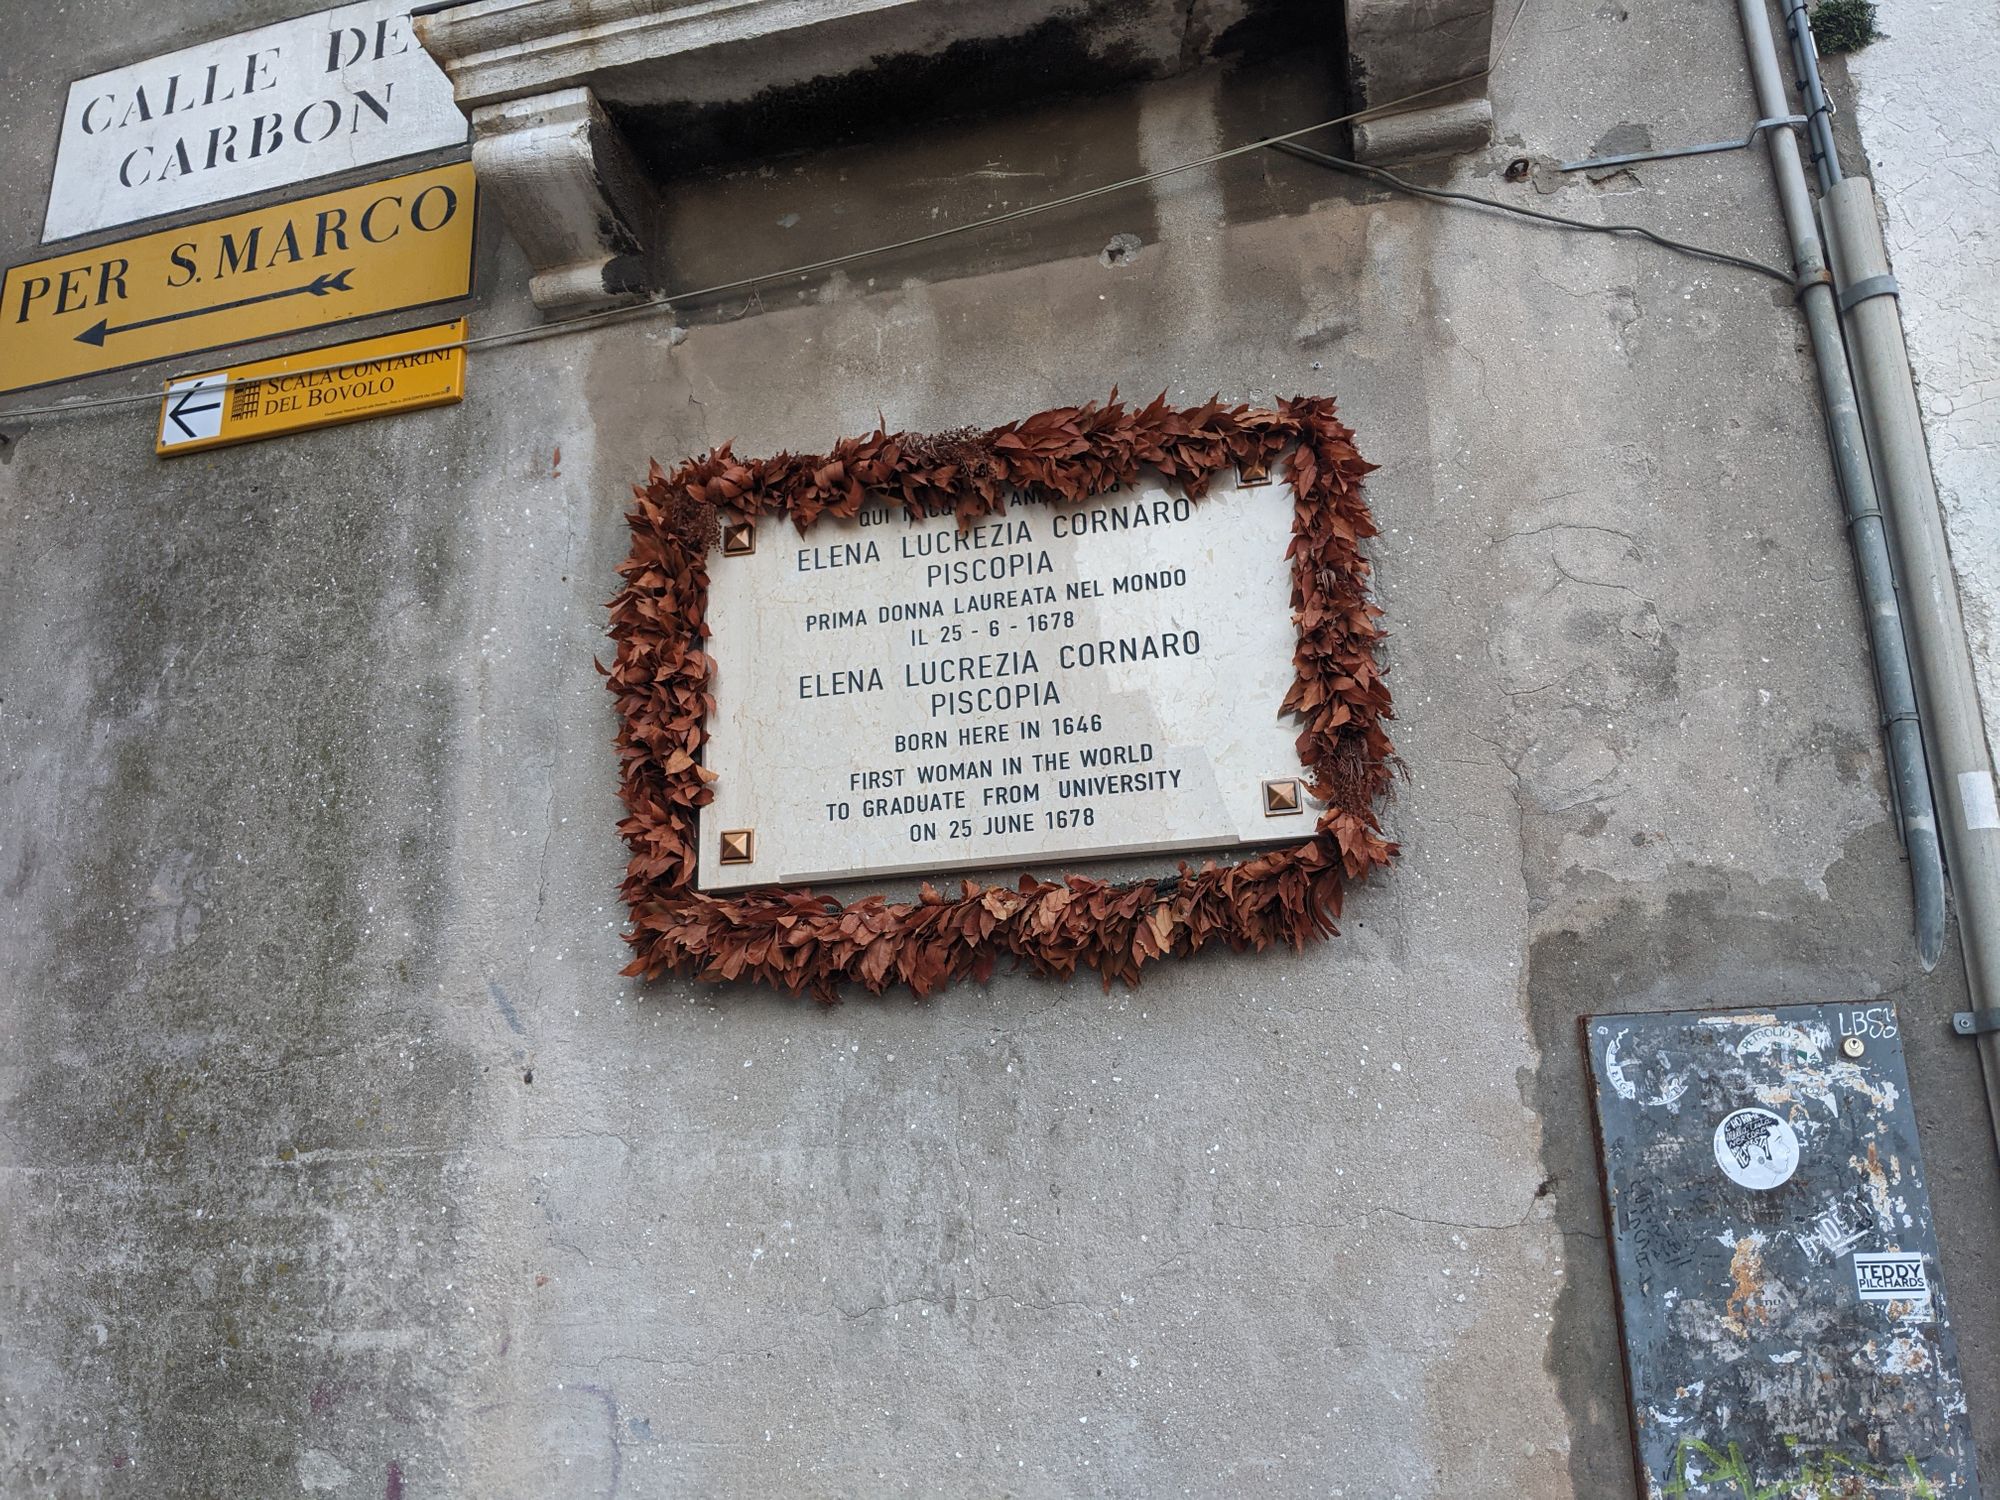 CALLE DE
CARBON
PER S. MARCO
SCALA CONTARINI
DEL BOVOLO
QUI
ELENA LUCREZIA CORNARO
PISCOPIA
PRIMA DONNA LAUREATA NEL MONDO
IL 25 - 6 - 1678
ELENA LUCREZIA CORNARO
PISCOPIA
BORN HERE IN 1646
FIRST WOMAN IN THE WORLD
TO GRADUATE FROM UNIVERSITY
ON 25 JUNE 1678
LBS
TEDDY
PILCHARDS